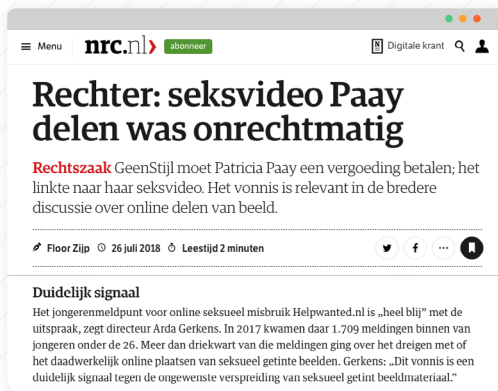 Menu nrc.nl abonneer Digitale krant
Rechter: seksvideo Paay
delen was onrechtmatig
Rechtszaak GeenStijl moet Patricia Paay een vergoeding betalen; het
linkte naar haar seksvideo. Het vonnis is relevant in de bredere
discussie over online delen van beeld.
Floor Zijp 26 juli 2018 Leestijd 2 minuten
Duidelijk signaal
Het jongerenmeldpunt voor online seksueel misbruik Helpwanted.nl is „heel blij” met de
uitspraak, zegt directeur Arda Gerkens. In 2017 kwamen daar 1.709 meldingen binnen van
jongeren onder de 26. Meer dan driekwart van die meldingen ging over het dreigen met of
het daadwerkelijk online plaatsen van seksueel getinte beelden. Gerkens: „Dit vonnis is een
duidelijk signaal tegen de ongewenste verspreiding van seksueel getint beeldmateriaal.”